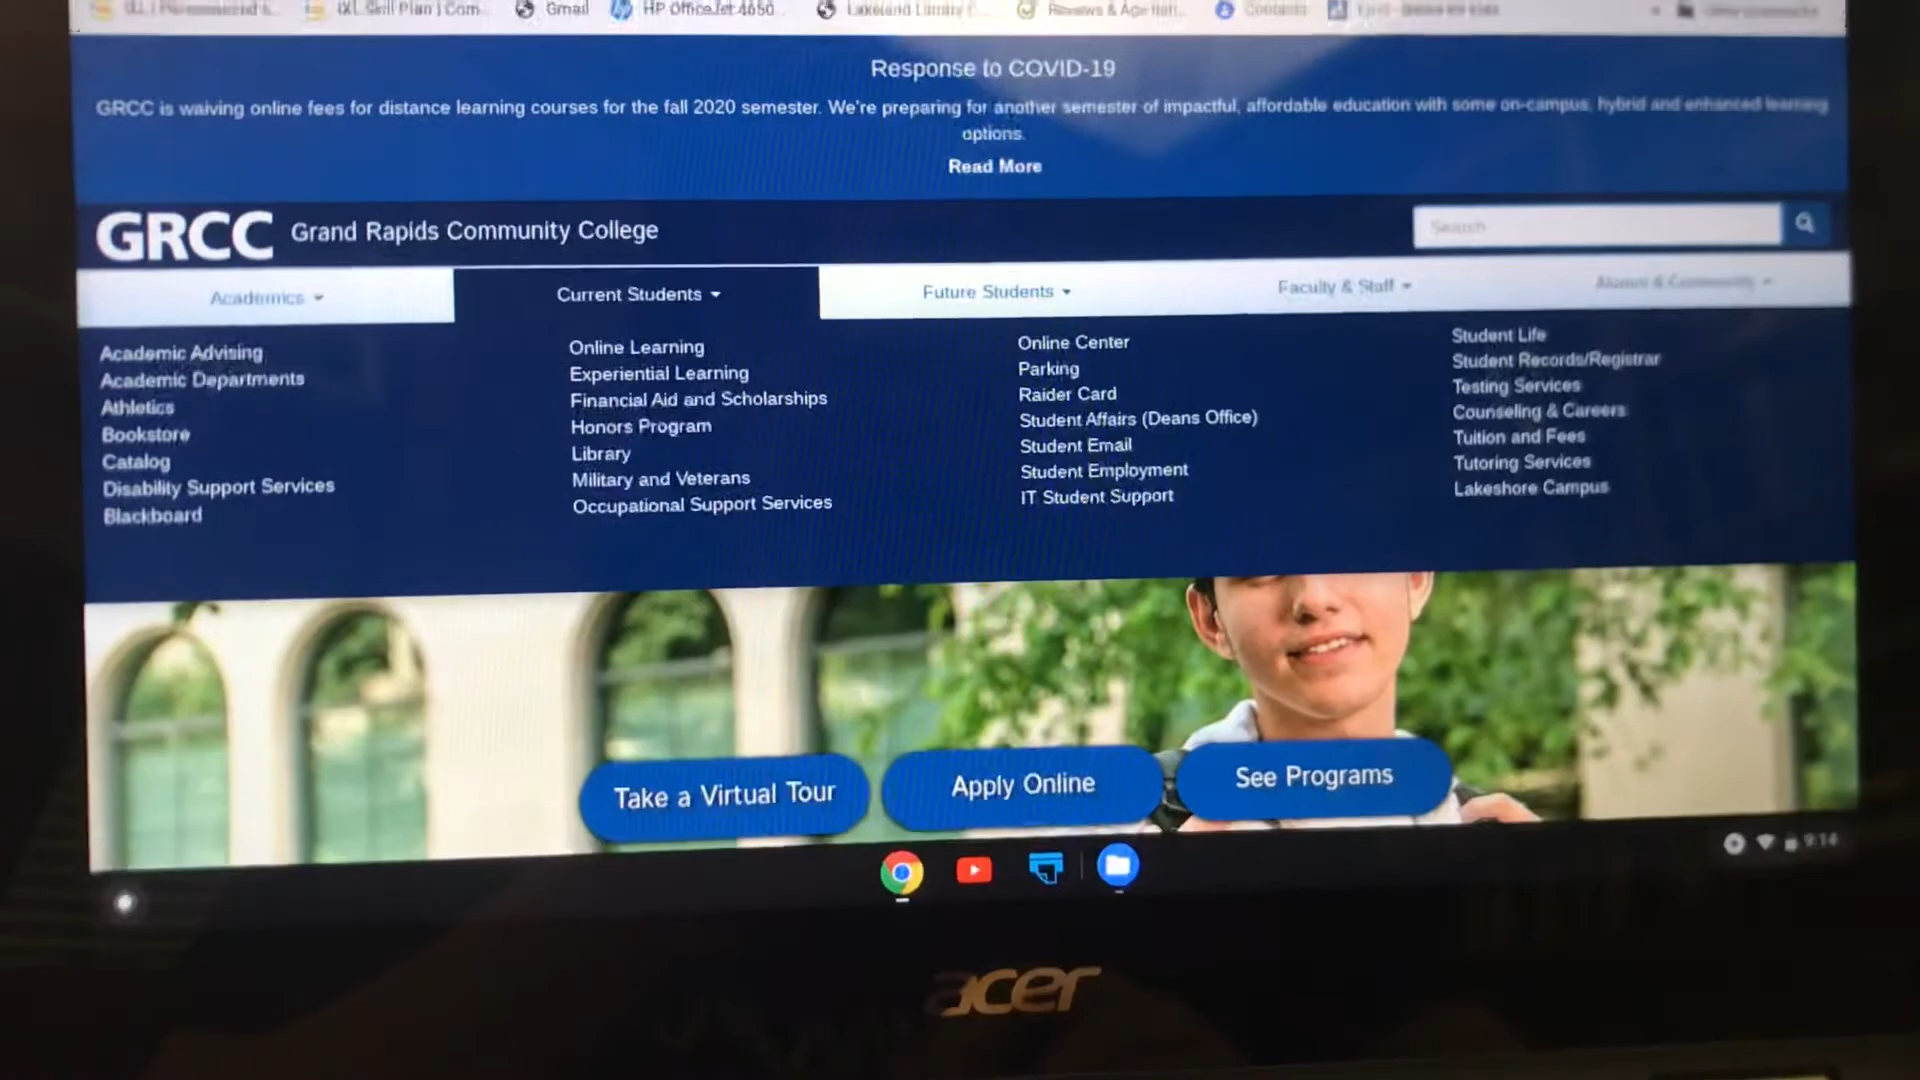 IXL Skill Plan | Com...
Gmail
HP OfficeJet 4650...
Response to COVID-19
GRCC is waiving online fees for distance learning courses for the fall 2020 semester. We're preparing for another semester of impactful, affordable education with some on-campus, hybrid and enhanced learning
options.
Read More
GRCC Grand Rapids Community College
Search
Academics
Current Students
Future Students
Faculty & Staff
Alumni & Community
Academic Advising
Academic Departments
Athletics
Bookstore
Catalog
Disability Support Services
Blackboard
Online Learning
Experiential Learning
Financial Aid and Scholarships
Honors Program
Library
Military and Veterans
Occupational Support Services
Online Center
Parking
Raider Card
Student Affairs (Deans Office)
Student Email
Student Employment
IT Student Support
Student Life
Student Records/Registrar
Testing Services
Counseling & Careers
Tuition and Fees
Tutoring Services
Lakeshore Campus
Take a Virtual Tour
Apply Online
See Programs
9:14
acer